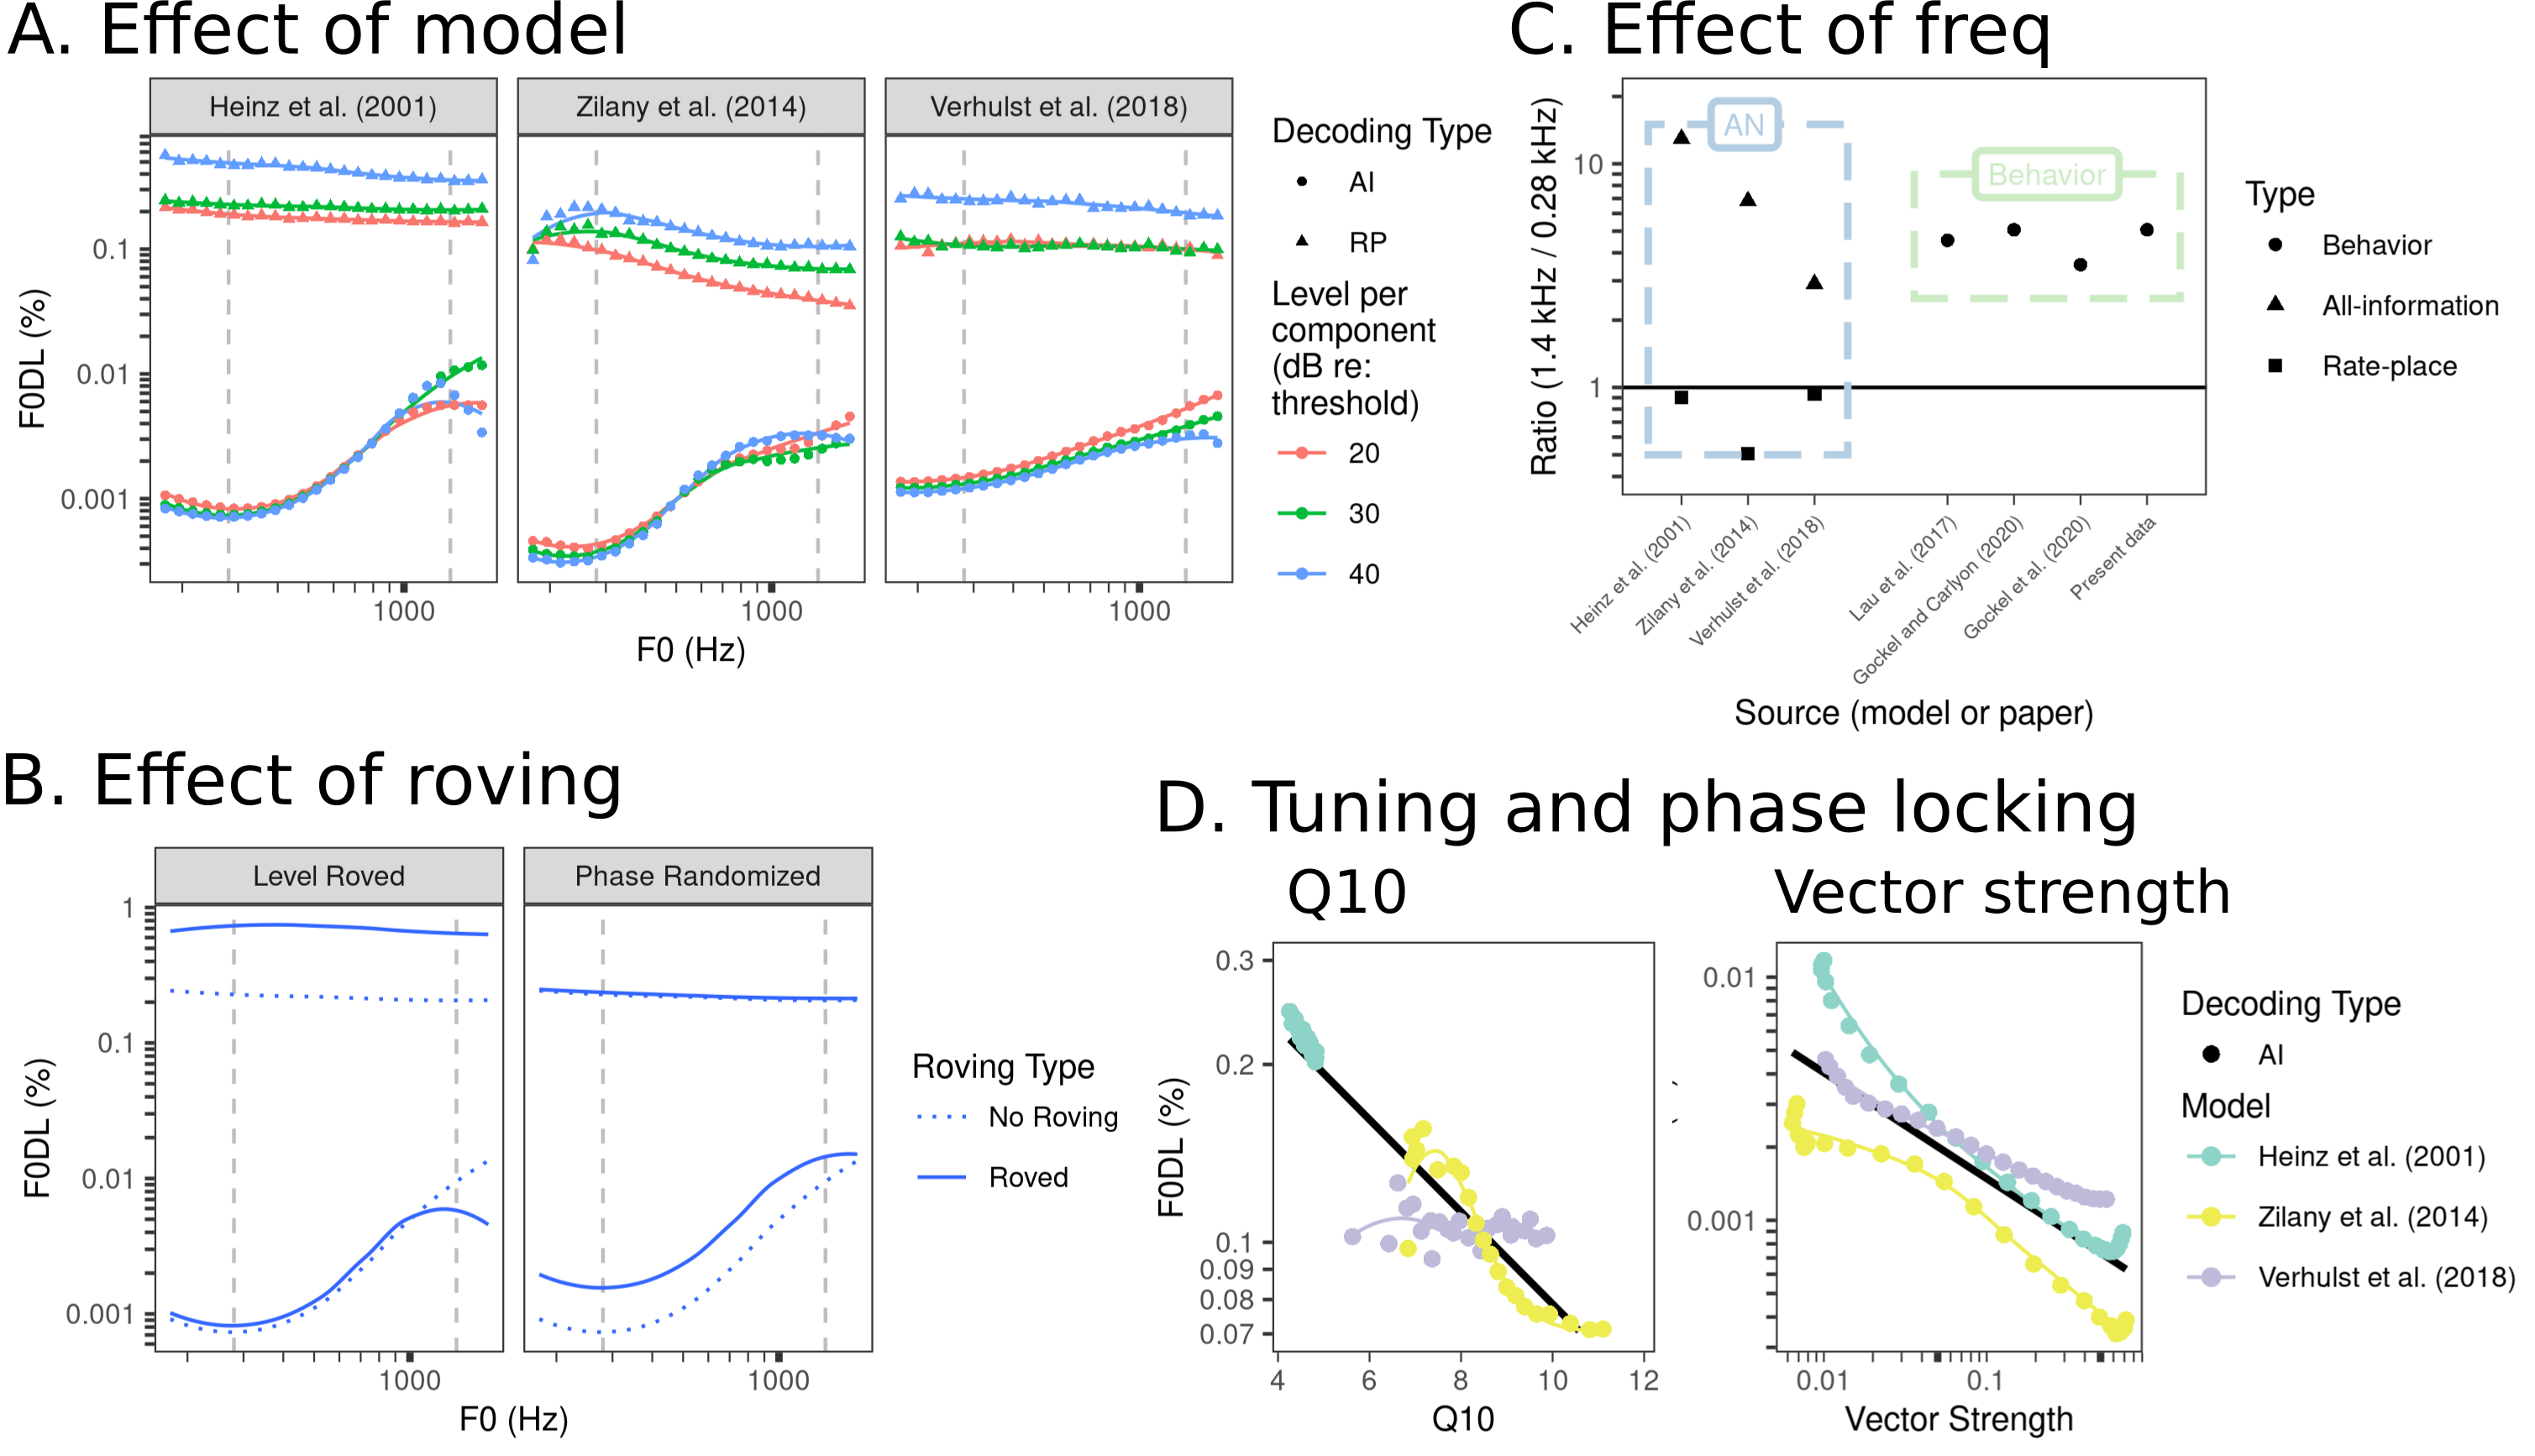 A. Effect of model
Heinz et al. (2001)
Zilany et al. (2014)
Verhulst et al. (2018)
F0DL (%)
0.1
0.01
0.001
1000
1000
1000
F0 (Hz)
Decoding Type
AI
RP
Level per
component
(dB re:
threshold)
20
30
40
C. Effect of freq
Ratio (1.4 kHz / 0.28 kHz)
10
1
AN
Behavior
Heinz et al. (2001)
Zilany et al. (2014)
Verhulst et al. (2018)
Lau et al. (2017)
Gockel and Carlyon (2020)
Gockel et al. (2020)
Present data
Source (model or paper)
Type
Behavior
All-information
Rate-place
B. Effect of roving
Level Roved
Phase Randomized
F0DL (%)
1
0.1
0.01
0.001
1000
1000
F0 (Hz)
Roving Type
No Roving
Roved
D. Tuning and phase locking
Q10
F0DL (%)
0.3
0.2
0.1
0.09
0.08
0.07
4
6
8
10
12
Q10
Vector strength
0.01
0.001
0.01
0.1
Vector Strength
Decoding Type
AI
Model
Heinz et al. (2001)
Zilany et al. (2014)
Verhulst et al. (2018)